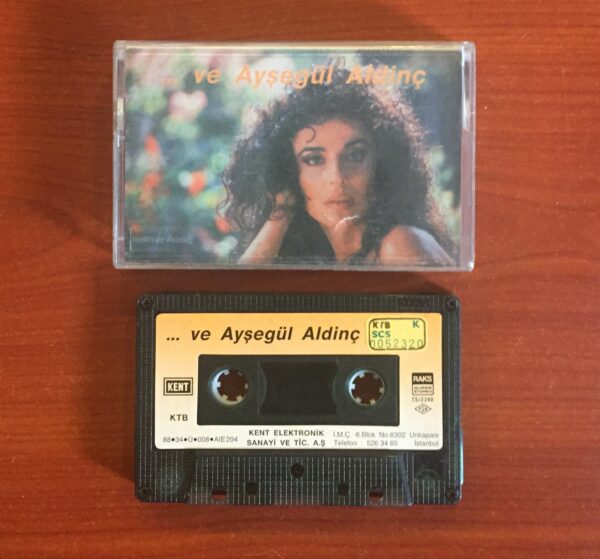 ... ve Ayşegül Aldinç
... ve Ayşegül Aldinç
KTB K
SCS
0052320
KENT
KTB
RAKS
SUPER
STEREO
TS-2240
TSE
KENT ELEKTRONİK
SANAYİ VE TİC. A.Ş
İ.M.Ç. 6.Blok No.6302 Unkapanı
Telefon : 526 34 65 İstanbul
88•34•Ü•008•AIE204